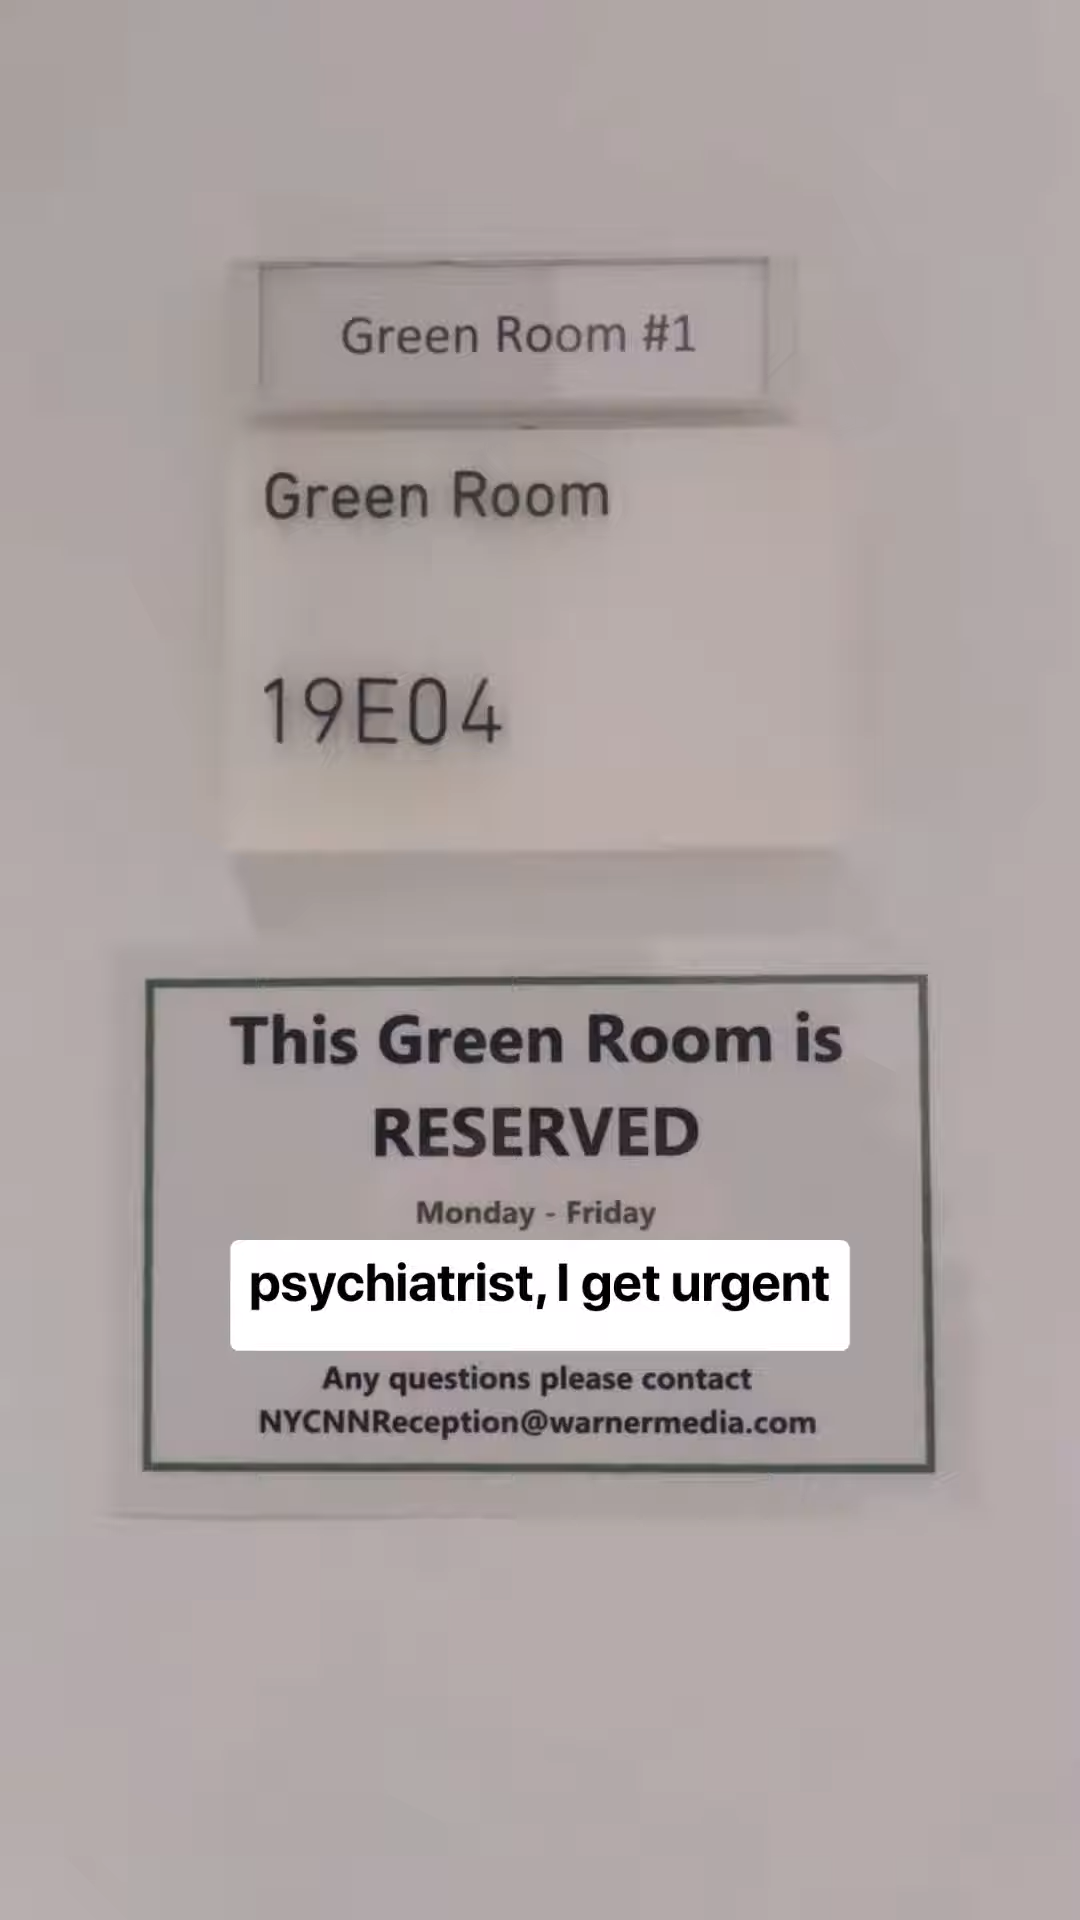 Green Room #1
Green Room
19E04
This Green Room is
RESERVED
Monday - Friday
psychiatrist, I get urgent
Any questions please contact
NYCNNReception@warnermedia.com